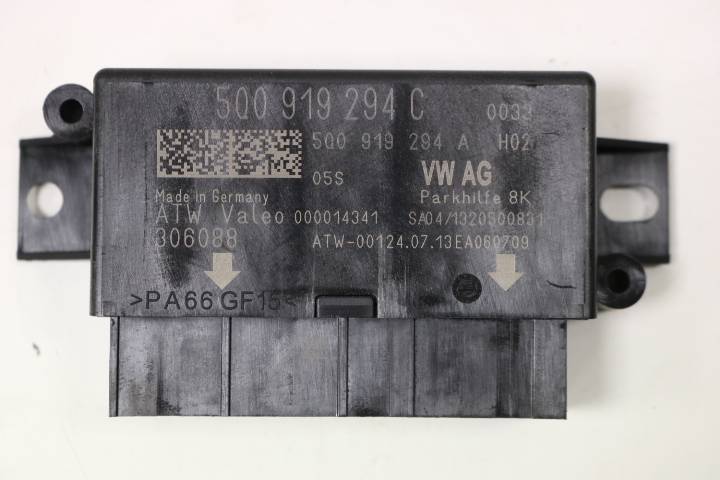 5Q0 919 294 C 0033
5Q0 919 294 A H02
05S VW AG
Made in Germany Parkhilfe 8K
ATW Valeo 000014341 SA04/1320500831
306088 ATW-00124.07.13EA060709
>PA66 GF15<